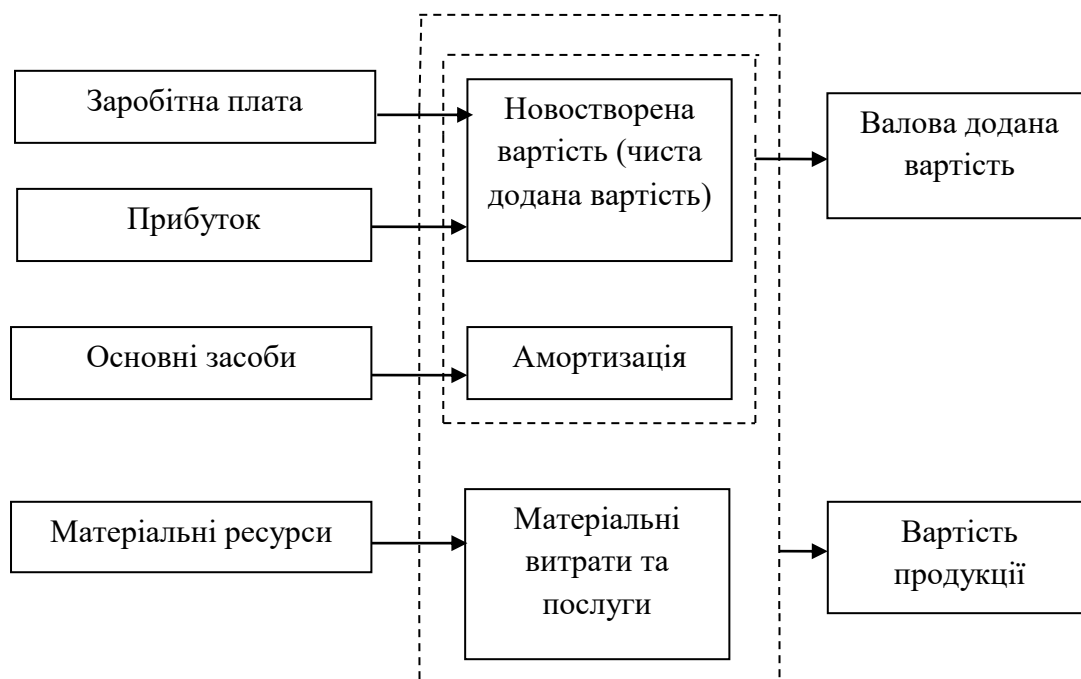 Заробітна плата
Прибуток
Основні засоби
Матеріальні ресурси
Новостворена
вартість (чиста
додана вартість)
Амортизація
Матеріальні
витрати та
послуги
Валова додана
вартість
Вартість
продукції